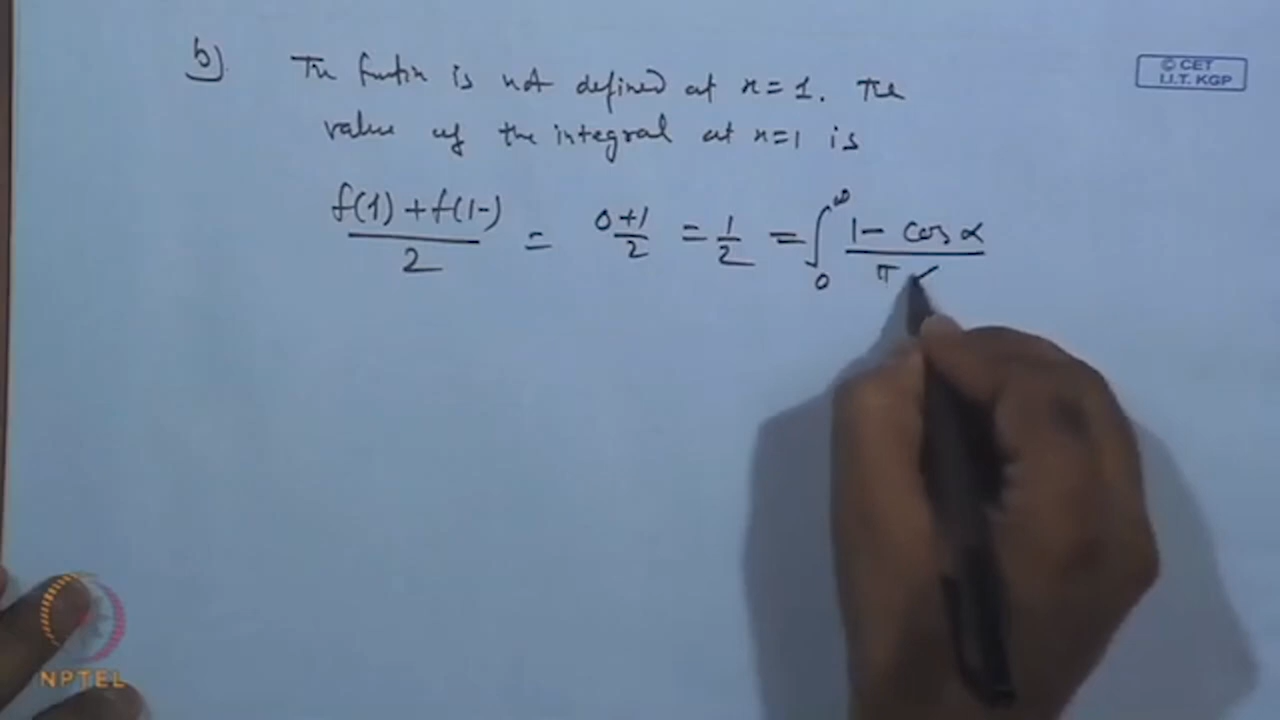 b) The function is not defined at x=1. The
© CET
I.I.T. KGP
value of the integral at x=1 is
f(1)+f(1-)/2 = 0+1/2 = 1/2 = ∫₀^∞ 1-cosα/π
NPTEL